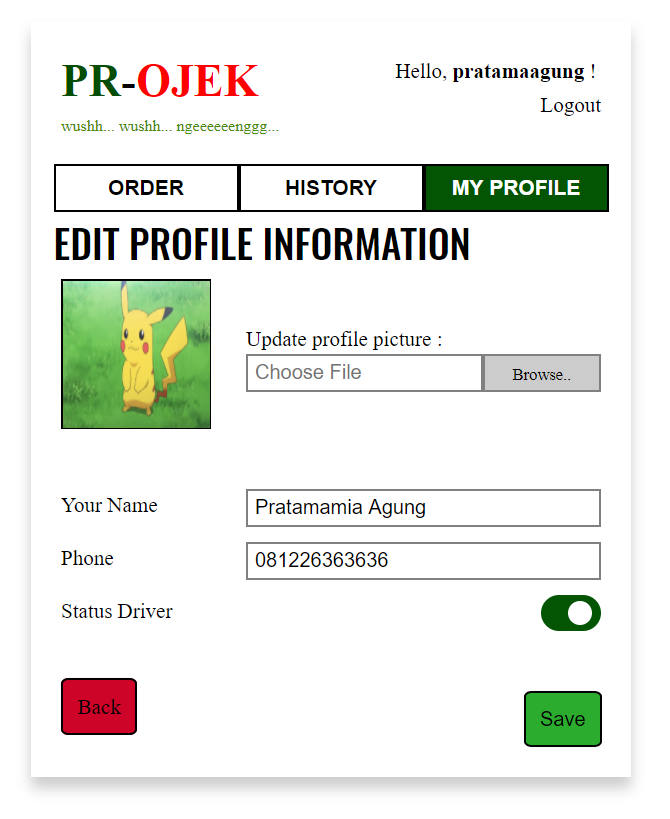 PR-OJEK
Hello, pratamaagung !
Logout
wushh... wushh... ngeeeeeenggg...
ORDER HISTORY MY PROFILE
EDIT PROFILE INFORMATION
Update profile picture :
Choose File Browse..
Your Name Pratamamia Agung
Phone 081226363636
Status Driver
Back Save